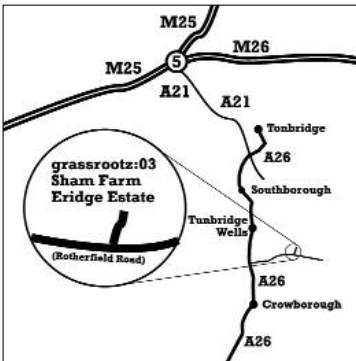 M25
M25
5
M26
A21
A21
Tonbridge
A26
grassrootz:03
Sham Farm
Eridge Estate
Southborough
Tunbridge
Wells
(Rotherfield Road)
A26
Crowborough
A26